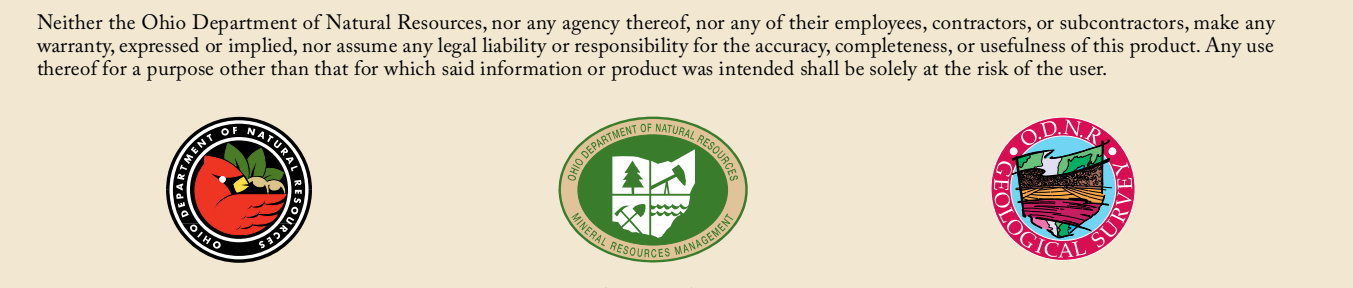 Neither the Ohio Department of Natural Resources, nor any agency thereof, nor any of their employees, contractors, or subcontractors, make any
warranty, expressed or implied, nor assume any legal liability or responsibility for the accuracy, completeness, or usefulness of this product. Any use
thereof for a purpose other than that for which said information or product was intended shall be solely at the risk of the user.
OHIO DEPARTMENT OF NATURAL RESOURCES
OHIO DEPARTMENT OF NATURAL RESOURCES
MINERAL RESOURCES MANAGEMENT
O.D.N.R.
GEOLOGICAL SURVEY